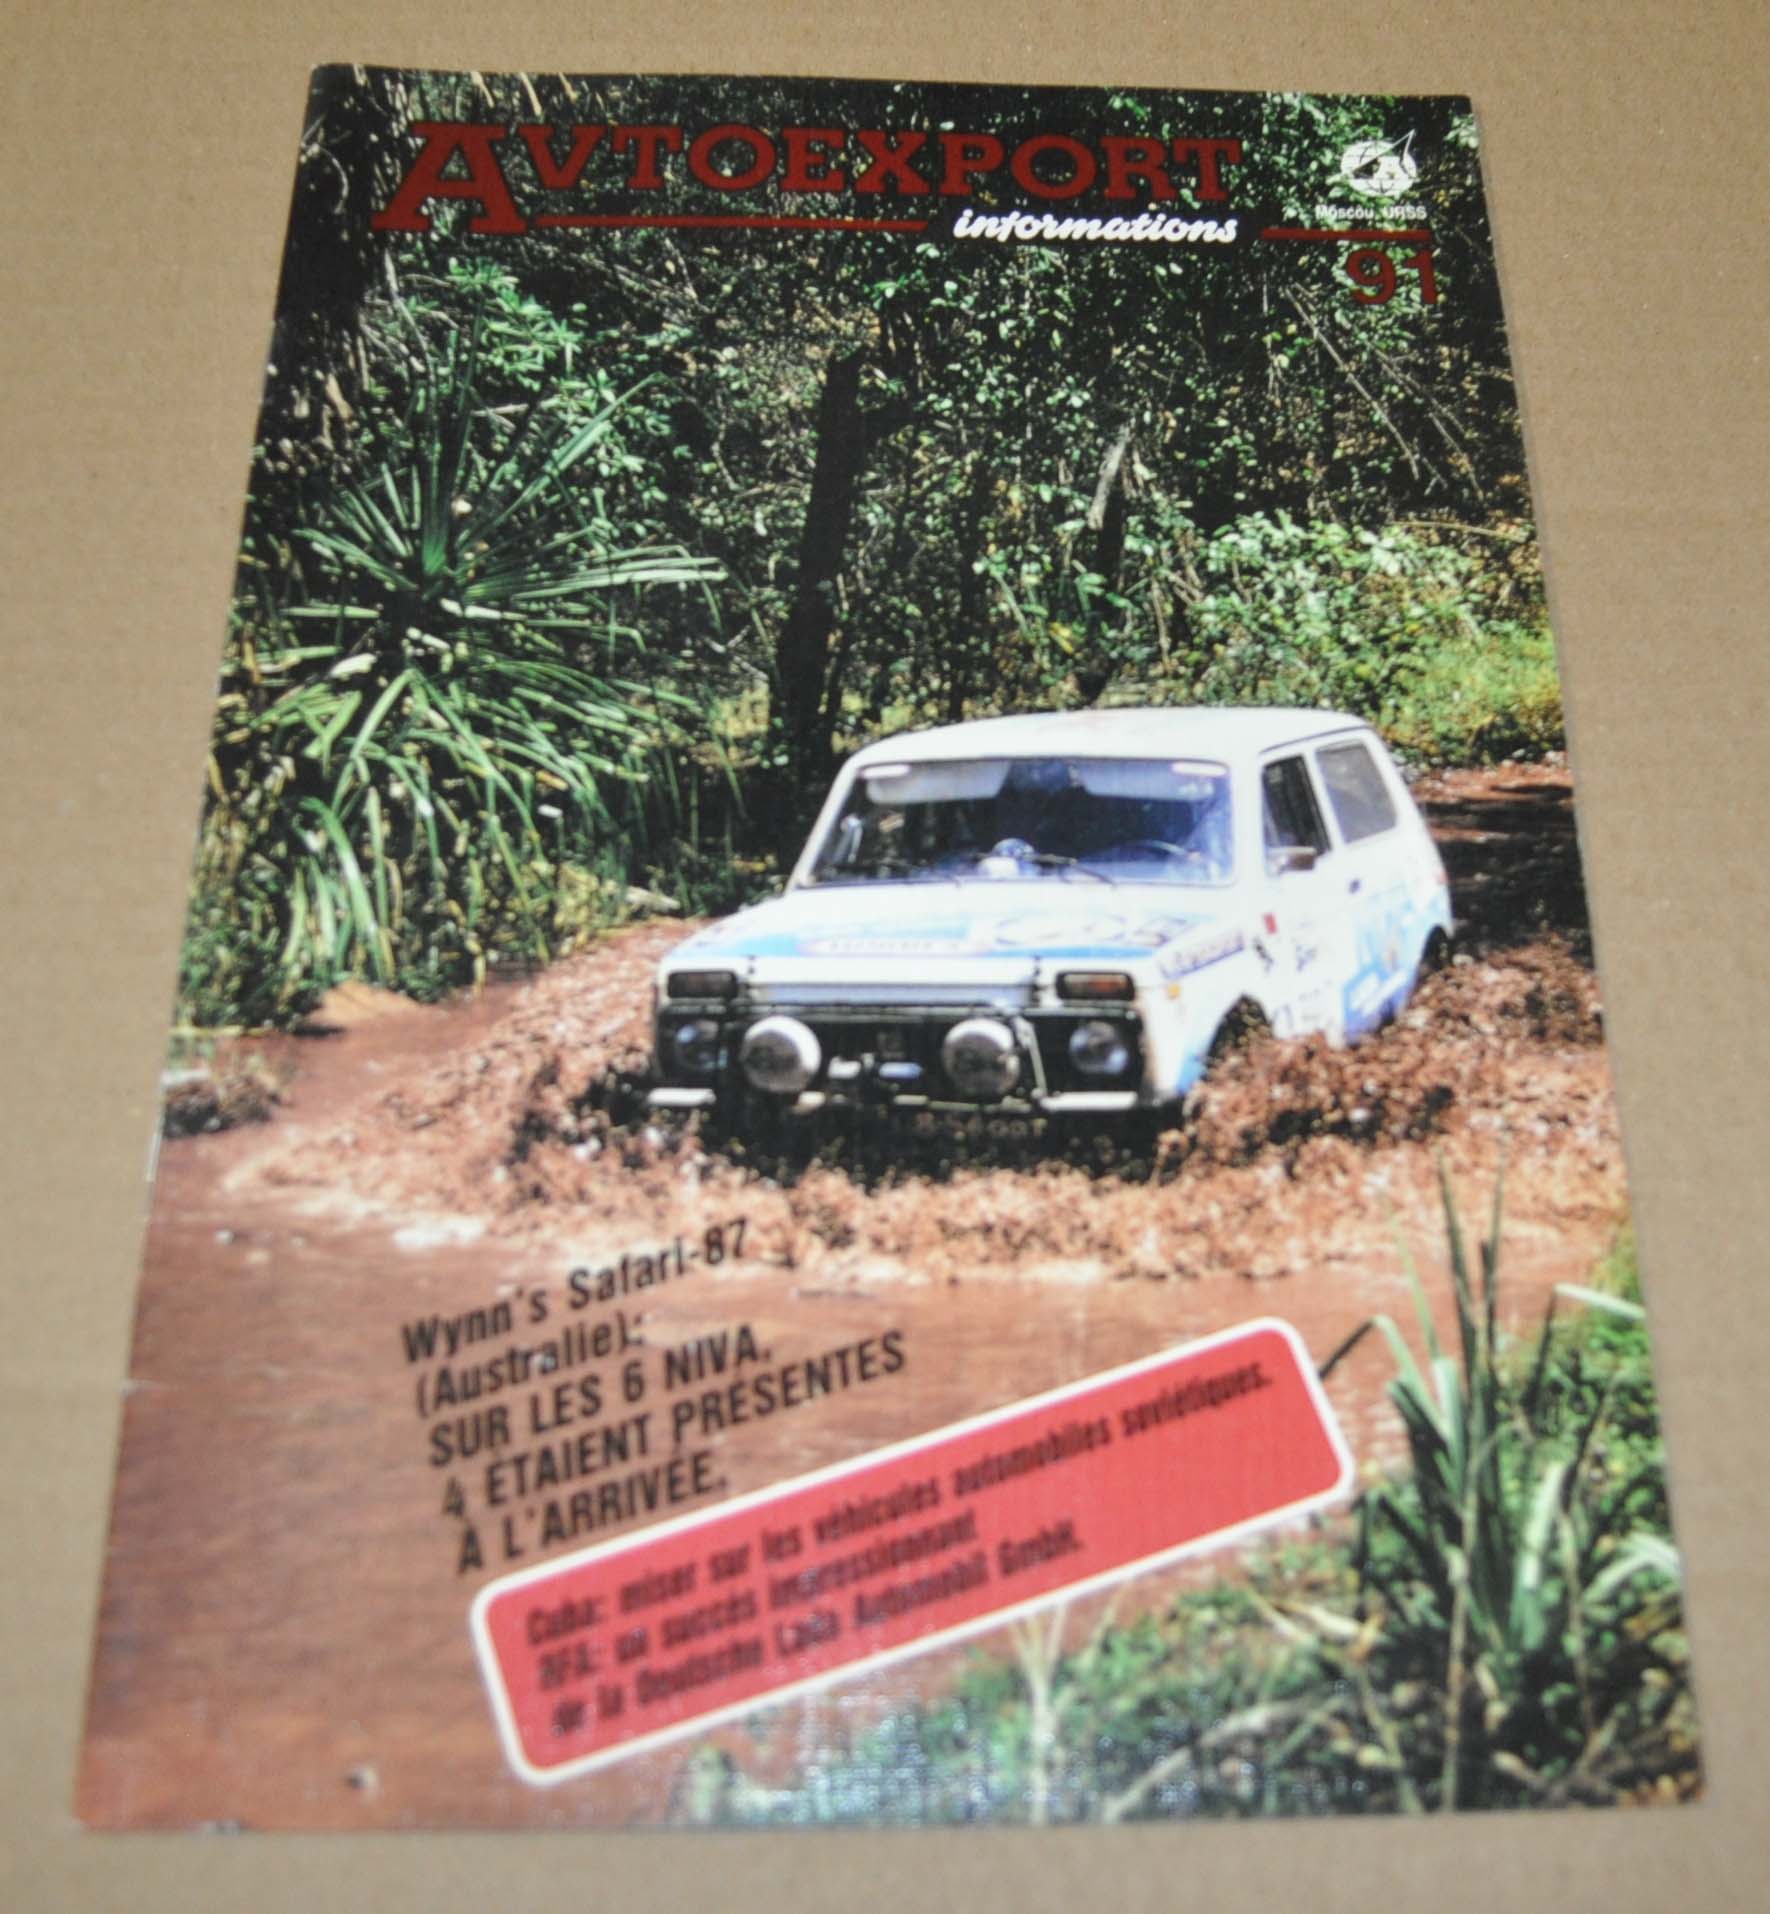 AVTOEXPORT
informations
Moscou, URSS
91
Wynn's Safari-87
(Australie):
SUR LES 6 NIVA,
4 ETAIENT PRÉSENTES
A L'ARRIVÉE.
Cuba: miser sur les véhicules automobiles soviétiques.
RFA: un succès impressionnant
de la Deutsche Lada Automobil GmbH.